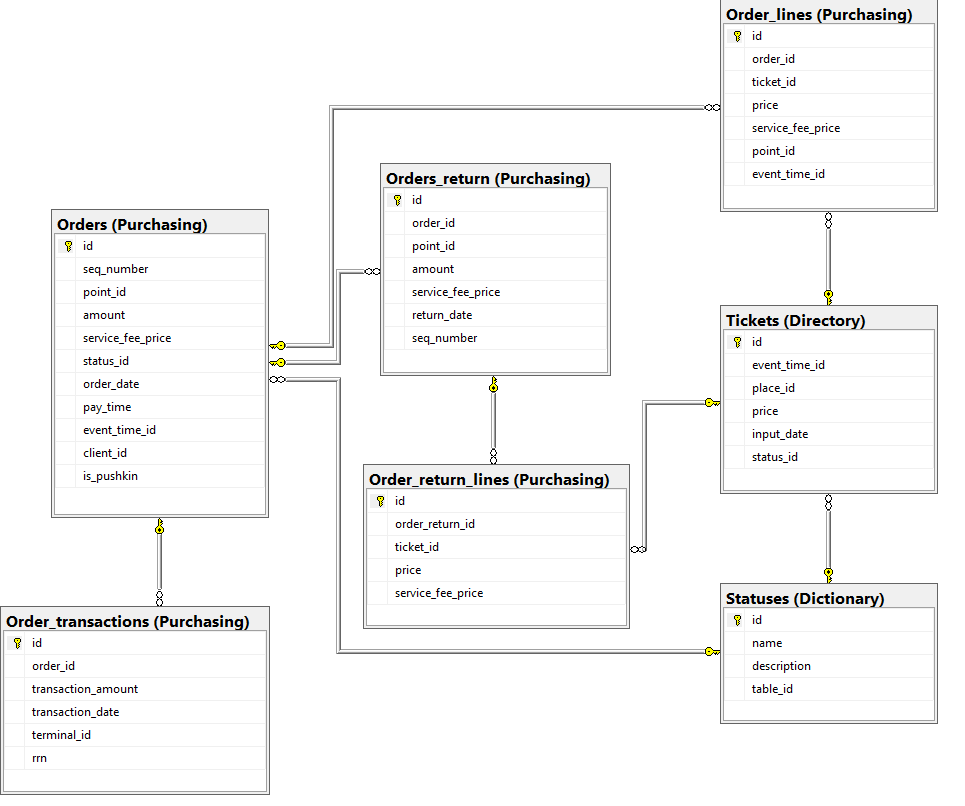 Order_lines (Purchasing)
id
order_id
ticket_id
price
service_fee_price
point_id
event_time_id
Orders_return (Purchasing)
id
order_id
point_id
amount
service_fee_price
return_date
seq_number
Orders (Purchasing)
id
seq_number
point_id
amount
service_fee_price
status_id
order_date
pay_time
event_time_id
client_id
is_pushkin
Tickets (Directory)
id
event_time_id
place_id
price
input_date
status_id
Order_return_lines (Purchasing)
id
order_return_id
ticket_id
price
service_fee_price
Statuses (Dictionary)
id
name
description
table_id
Order_transactions (Purchasing)
id
order_id
transaction_amount
transaction_date
terminal_id
rrn